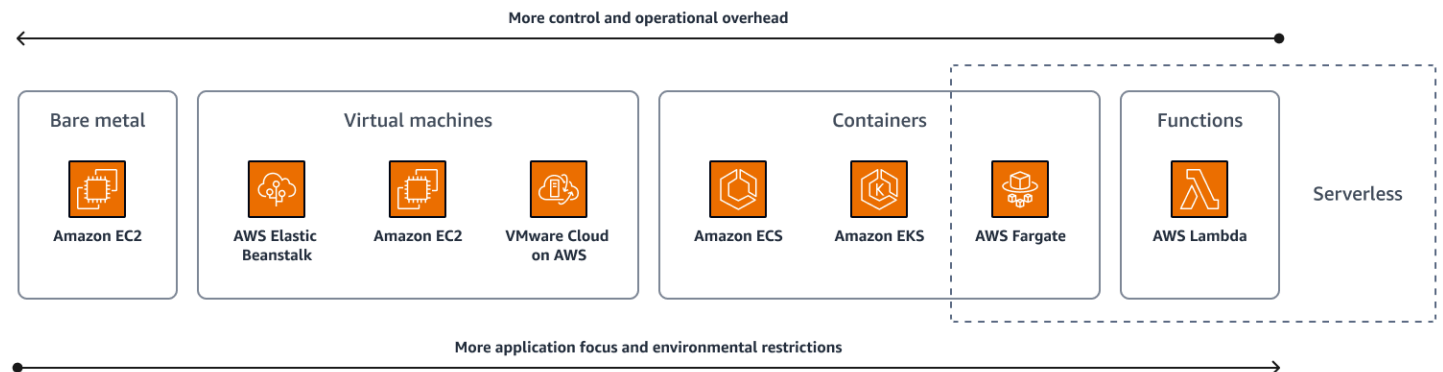 More control and operational overhead
Bare metal
Amazon EC2
Virtual machines
AWS Elastic
Beanstalk
Amazon EC2
VMware Cloud
on AWS
Containers
Amazon ECS
K
Amazon EKS
AWS Fargate
Functions
AWS Lambda
Serverless
More application focus and environmental restrictions